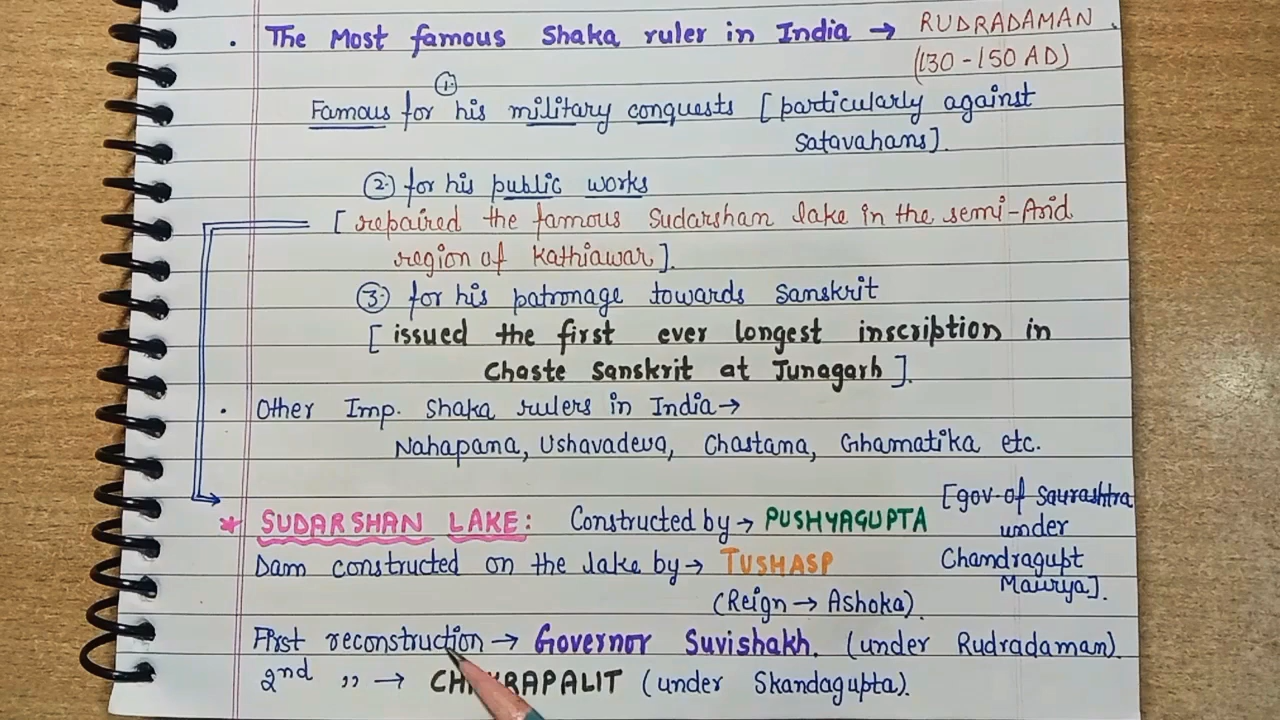 . The Most famous Shaka ruler in India → RUDRADAMAN
(130 - 150 AD)
①
Famous for his military conquests [particularly against
Satavahans].
② for his public works
[repaired the famous Sudarshan lake in the semi-Arid
region of Kathiawar].
③ for his patronage towards Sanskrit
[issued the first ever longest inscription in
Chaste Sanskrit at Junagarh].
. Other Imp. Shaka rulers in India →
Nahapana, Ushavadeva, Chastana, Ghamatika etc.
* SUDARSHAN LAKE: Constructed by → PUSHYAGUPTA [gov. of Saurashtra
under
Chandragupt
Maurya].
Dam constructed on the lake by → TUSHASP
(Reign → Ashoka).
First reconstruction → Governor Suvishakh. (under Rudradaman).
2nd ,, → (under Skandagupta).